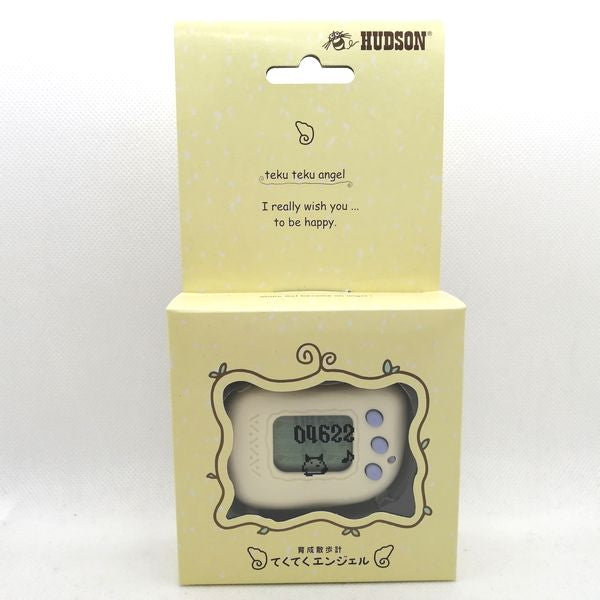 HUDSON®
teku teku angel
I really wish you ...
to be happy.
04622
育成散歩計
てくてくエンジェル